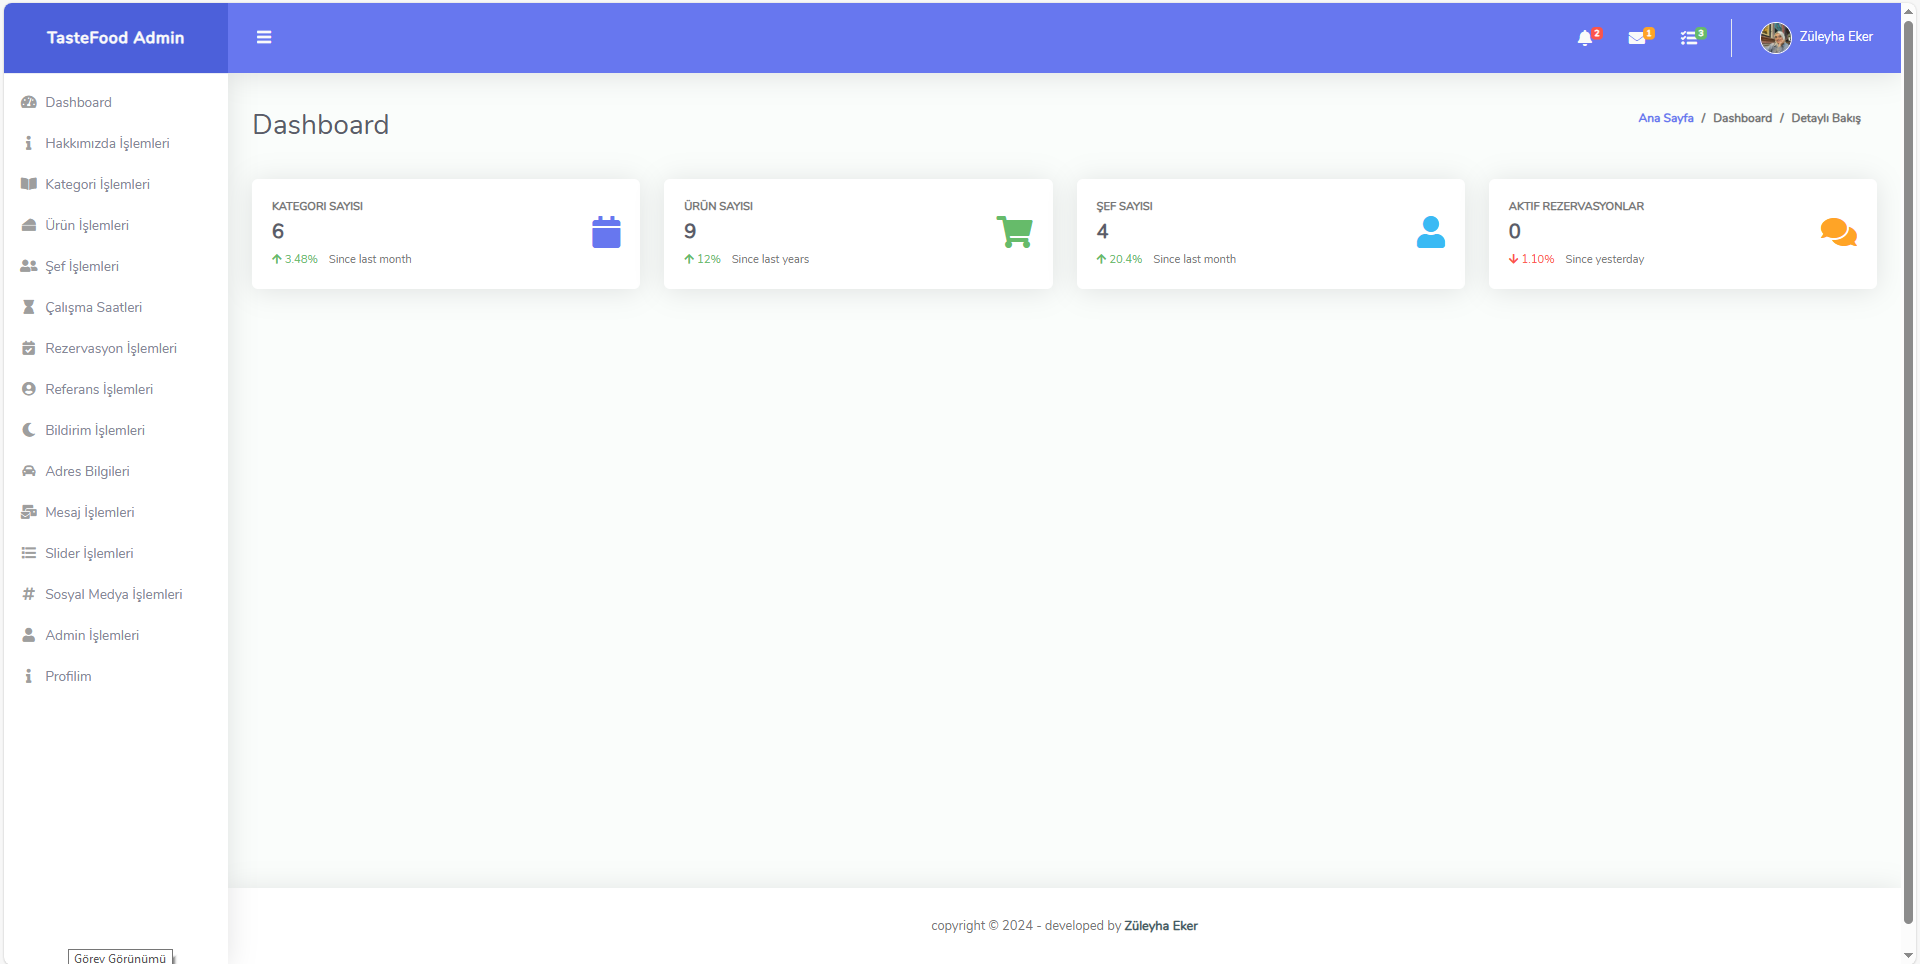 TasteFood Admin
2
1
3
Züleyha Eker
Dashboard
Hakkımızda İşlemleri
Kategori İşlemleri
Ürün İşlemleri
Şef İşlemleri
Çalışma Saatleri
Rezervasyon İşlemleri
Referans İşlemleri
Bildirim İşlemleri
Adres Bilgileri
Mesaj İşlemleri
Slider İşlemleri
Sosyal Medya İşlemleri
Admin İşlemleri
Profilim
Dashboard
Ana Sayfa / Dashboard / Detaylı Bakış
KATEGORI SAYISI
6
3.48% Since last month
ÜRÜN SAYISI
9
12% Since last years
ŞEF SAYISI
4
20.4% Since last month
AKTIF REZERVASYONLAR
0
1.10% Since yesterday
copyright © 2024 - developed by Züleyha Eker
Görev Görünümü